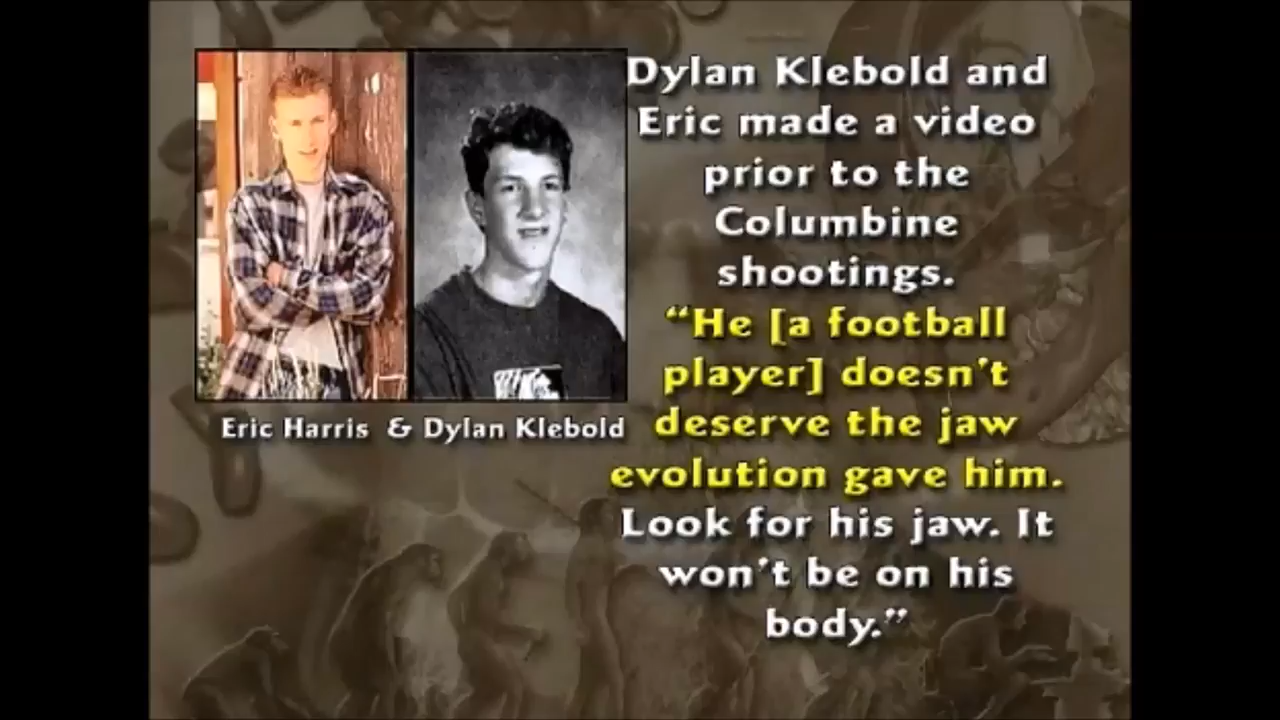 Dylan Klebold and
Eric made a video
prior to the
Columbine
shootings.
“He [a football
player] doesn’t
deserve the jaw
evolution gave him.
Look for his jaw. It
won’t be on his
body.”
Eric Harris & Dylan Klebold